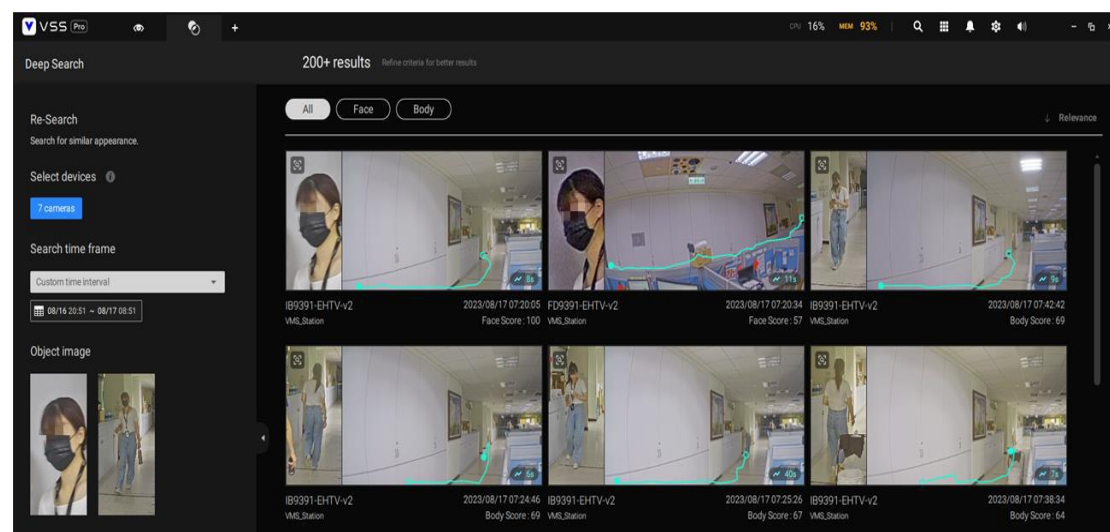 VSS Pro
+
CPU 16% MEM 93%
Deep Search
200+ results Refine criteria for better results
All Face Body
↓ Relevance
Re-Search
Search for similar appearance.
Select devices
7 cameras
Search time frame
Custom time interval
08/16 20:51 ~ 08/17 08:51
Object image
8s
IB9391-EHTV-v2 2023/08/17 07:20:05
VMS_Station Face Score : 100
11s
FD9391-EHTV-v2 2023/08/17 07:20:34
VMS_Station Face Score : 57
9s
IB9391-EHTV-v2 2023/08/17 07:42:42
VMS_Station Body Score : 69
6s
IB9391-EHTV-v2 2023/08/17 07:24:46
VMS_Station Body Score : 69
40s
IB9391-EHTV-v2 2023/08/17 07:25:26
VMS_Station Body Score : 67
7s
IB9391-EHTV-v2 2023/08/17 07:38:34
VMS_Station Body Score : 64